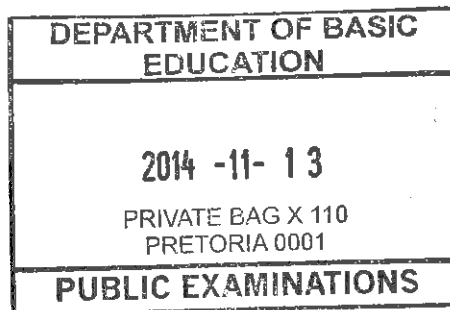 DEPARTMENT OF BASIC
EDUCATION
2014 -11- 13
PRIVATE BAG X 110
PRETORIA 0001
PUBLIC EXAMINATIONS